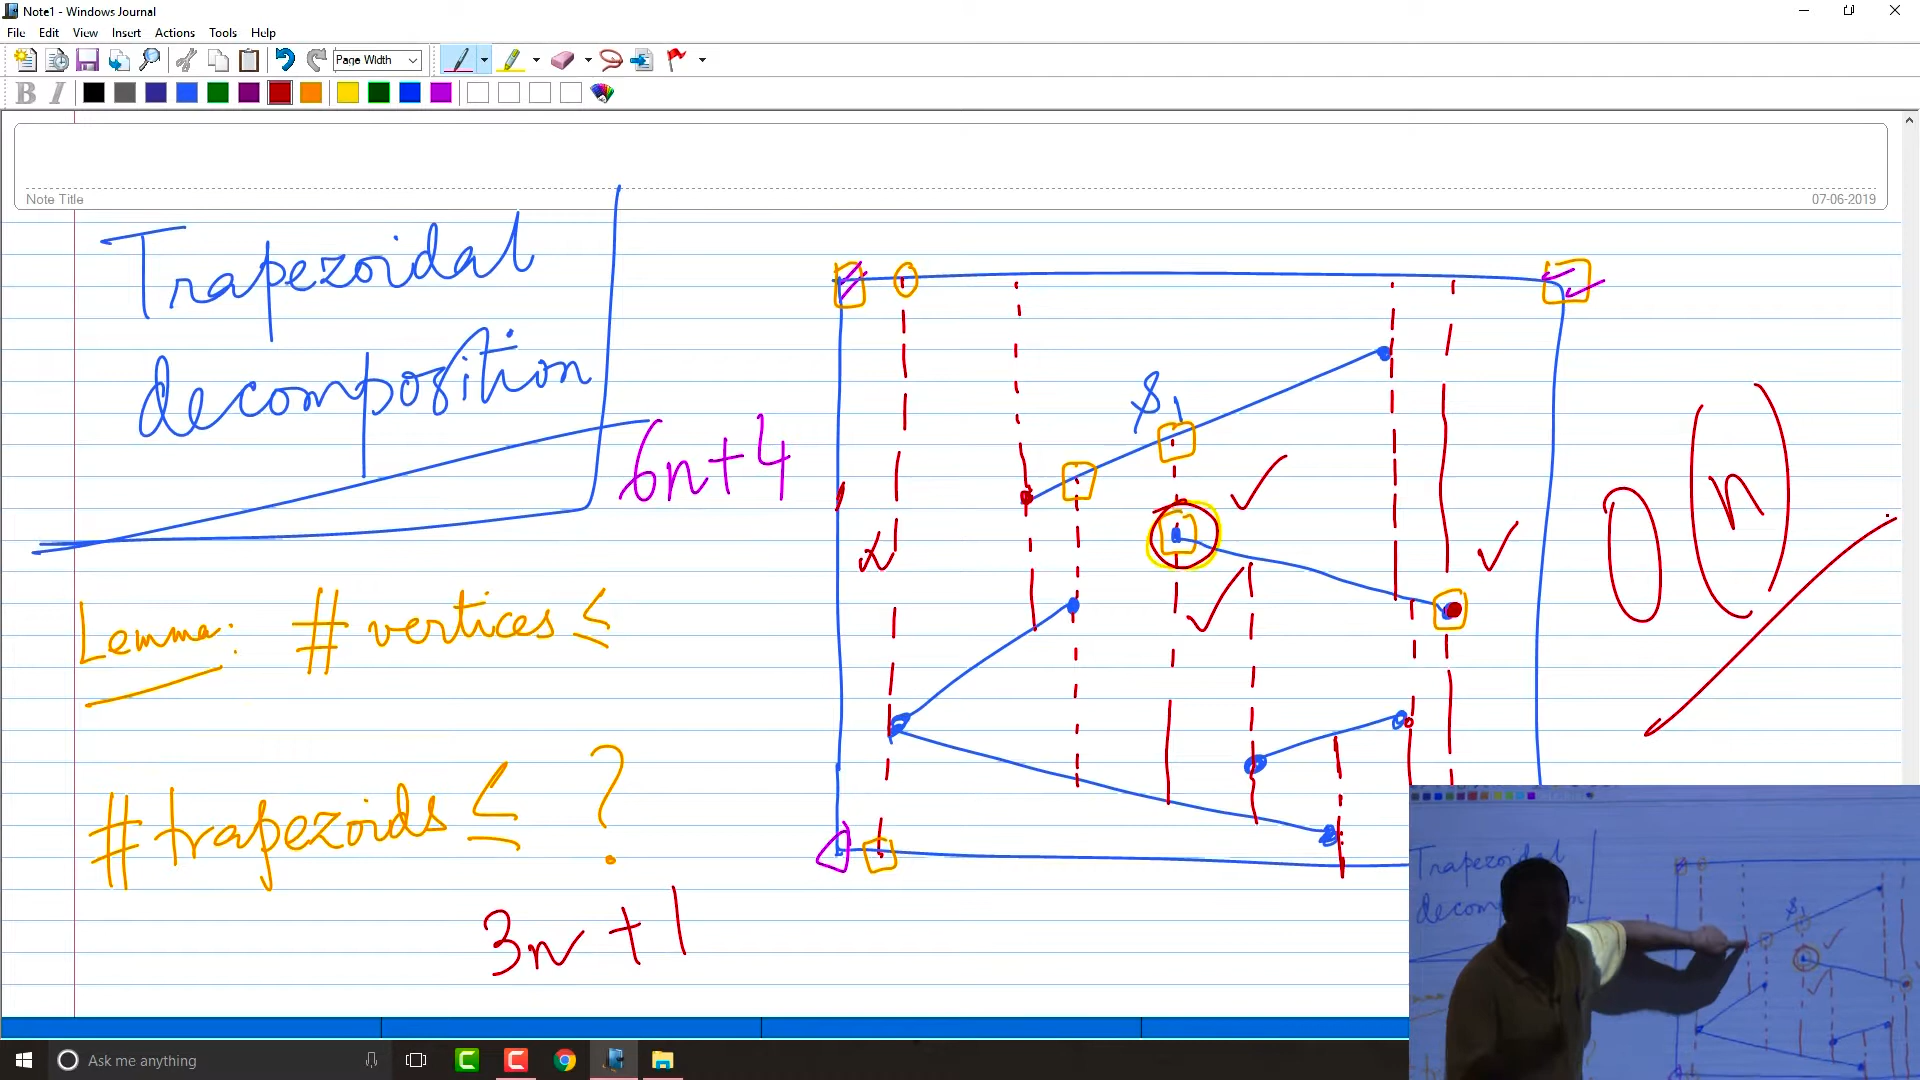 Note1 - Windows Journal
File Edit View Insert Actions Tools Help
Page Width
B I
Note Title
07-06-2019
Trapezoidal
decomposition
6n+4
S1
O(n)
Lemma: # vertices ≤
# trapezoids ≤ ?
3n + 1
Ask me anything